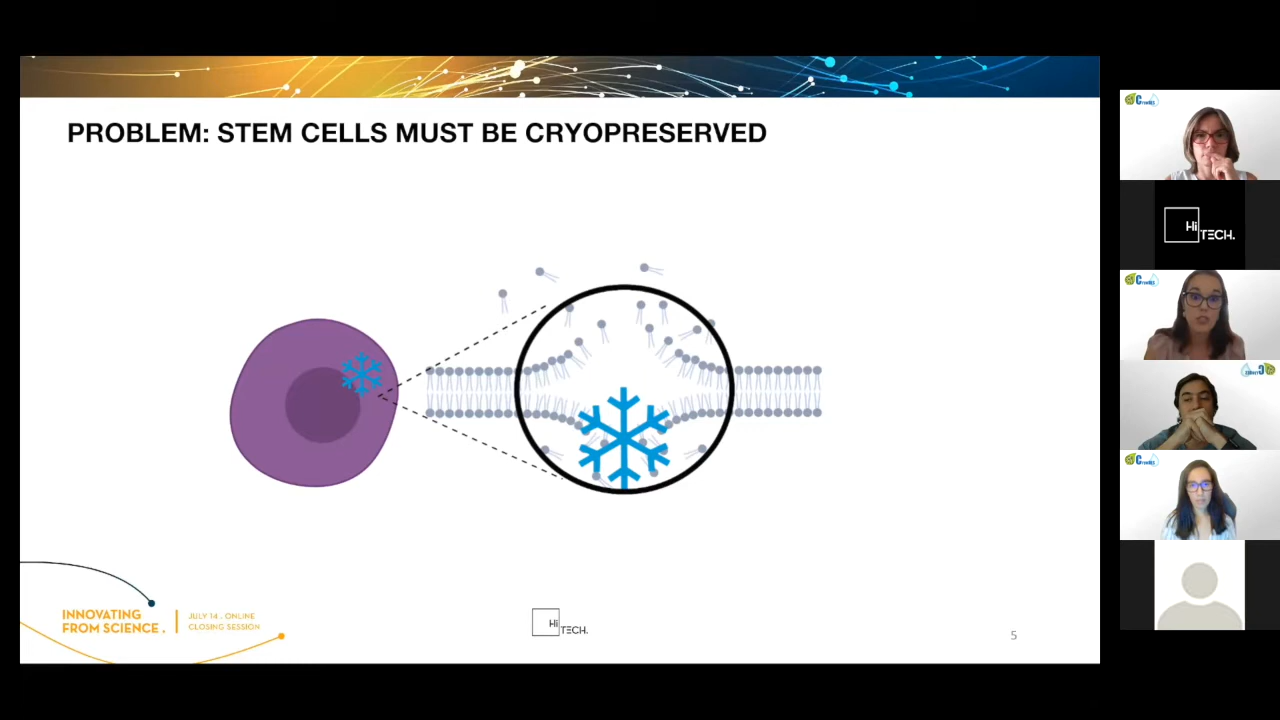 PROBLEM: STEM CELLS MUST BE CRYOPRESERVED
INNOVATING
FROM SCIENCE .
JULY 14 . ONLINE
CLOSING SESSION
Hi
TECH.
5
Hi
TECH.